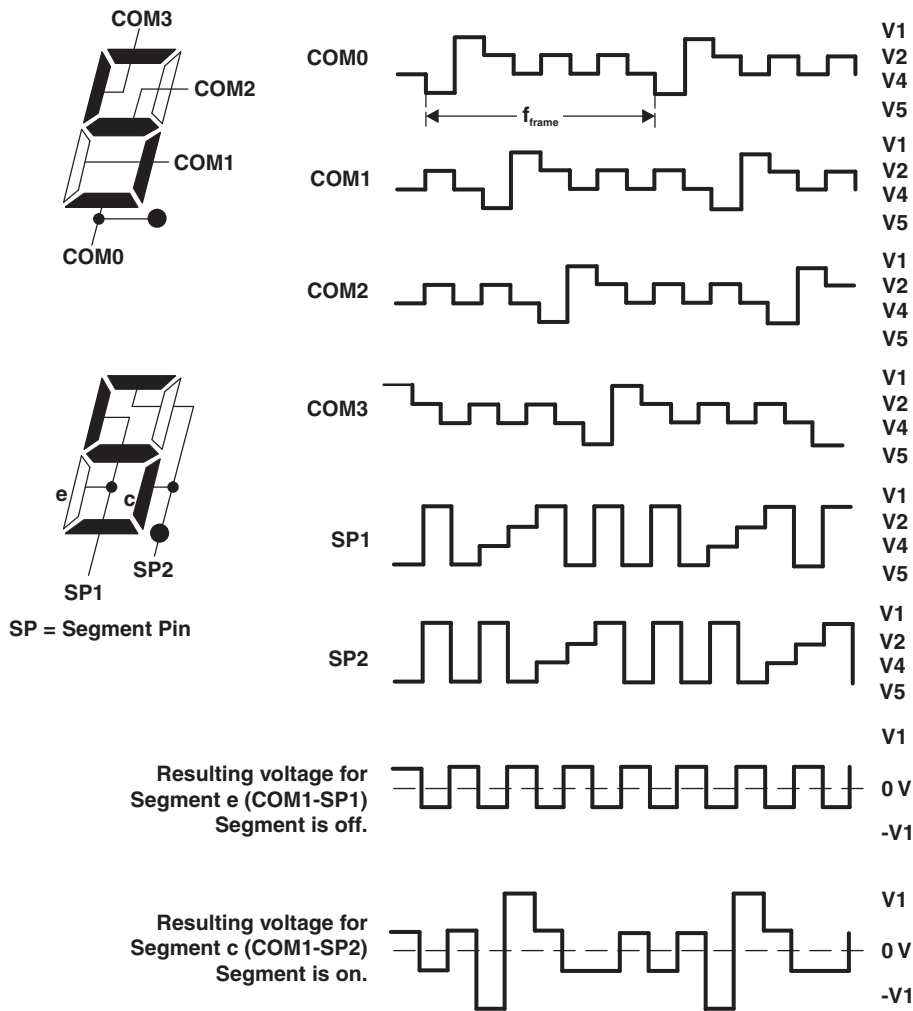 COM3
COM2
COM1
COM0
e
c
SP2
SP1
SP = Segment Pin
COM0
V1
V2
V4
V5
fframe
COM1
V1
V2
V4
V5
COM2
V1
V2
V4
V5
COM3
V1
V2
V4
V5
SP1
V1
V2
V4
V5
SP2
V1
V2
V4
V5
Resulting voltage for
Segment e (COM1-SP1)
Segment is off.
V1
0 V
-V1
Resulting voltage for
Segment c (COM1-SP2)
Segment is on.
V1
0 V
-V1